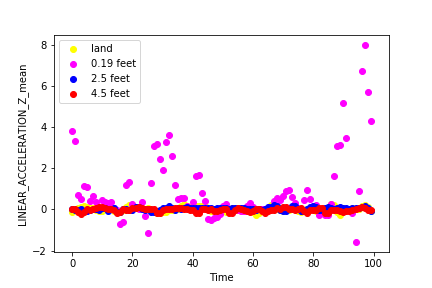 land
0.19 feet
2.5 feet
4.5 feet
LINEAR_ACCELERATION_Z_mean
8
6
4
2
0
−2
0 20 40 60 80 100
Time